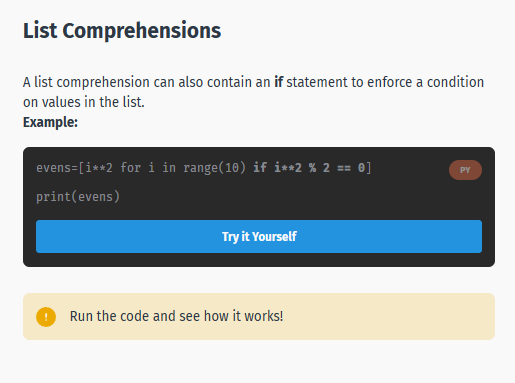 List Comprehensions
A list comprehension can also contain an if statement to enforce a condition
on values in the list.
Example:
evens=[i**2 for i in range(10) if i**2 % 2 == 0]
PY
print(evens)
Try it Yourself
! Run the code and see how it works!